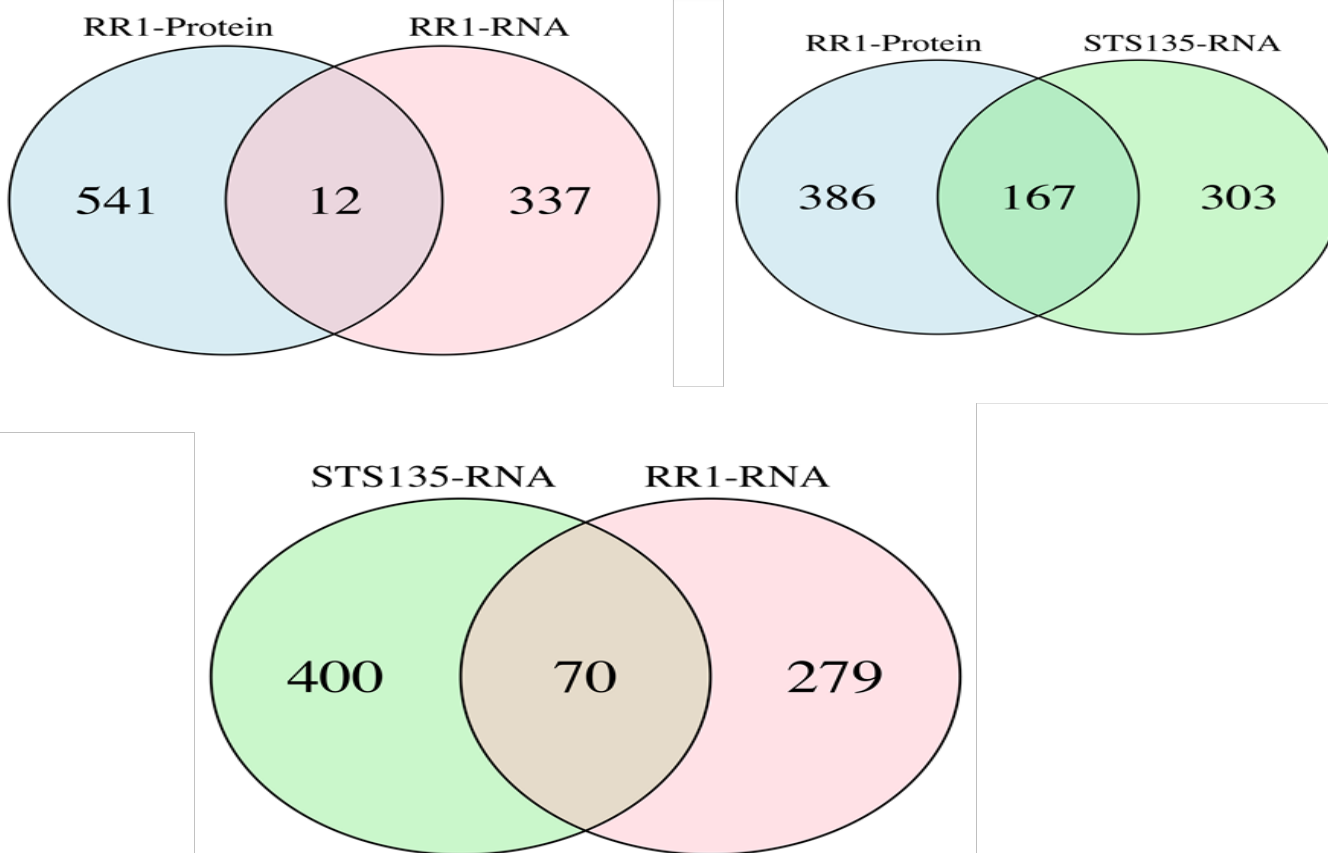 RR1-Protein RR1-RNA
541 12 337
RR1-Protein STS135-RNA
386 167 303
STS135-RNA RR1-RNA
400 70 279